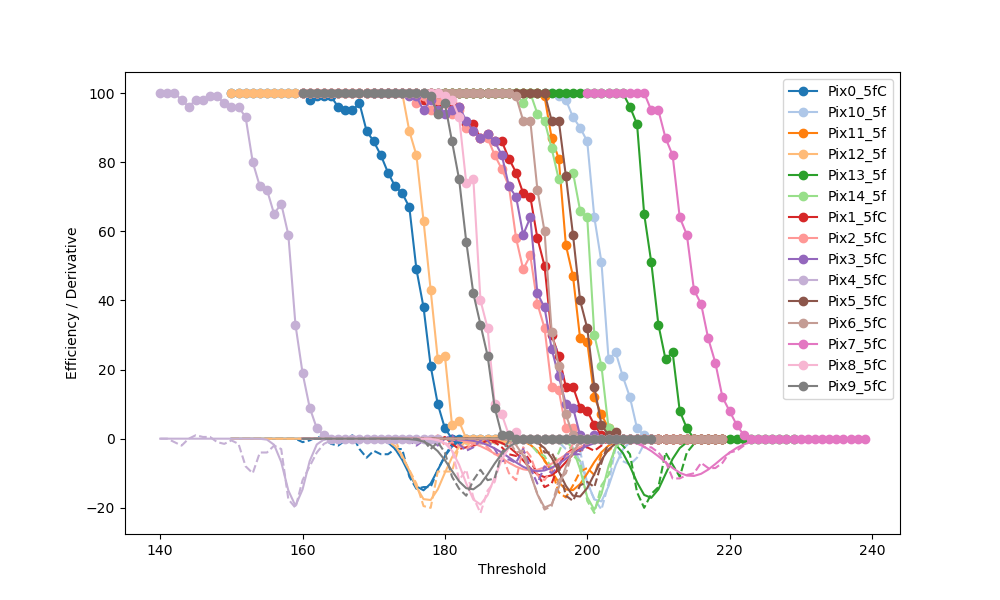 100
80
60
40
20
0
−20
Efficiency / Derivative
140
160
180
200
220
240
Threshold
Pix0_5fC
Pix10_5f
Pix11_5f
Pix12_5f
Pix13_5f
Pix14_5f
Pix1_5fC
Pix2_5fC
Pix3_5fC
Pix4_5fC
Pix5_5fC
Pix6_5fC
Pix7_5fC
Pix8_5fC
Pix9_5fC